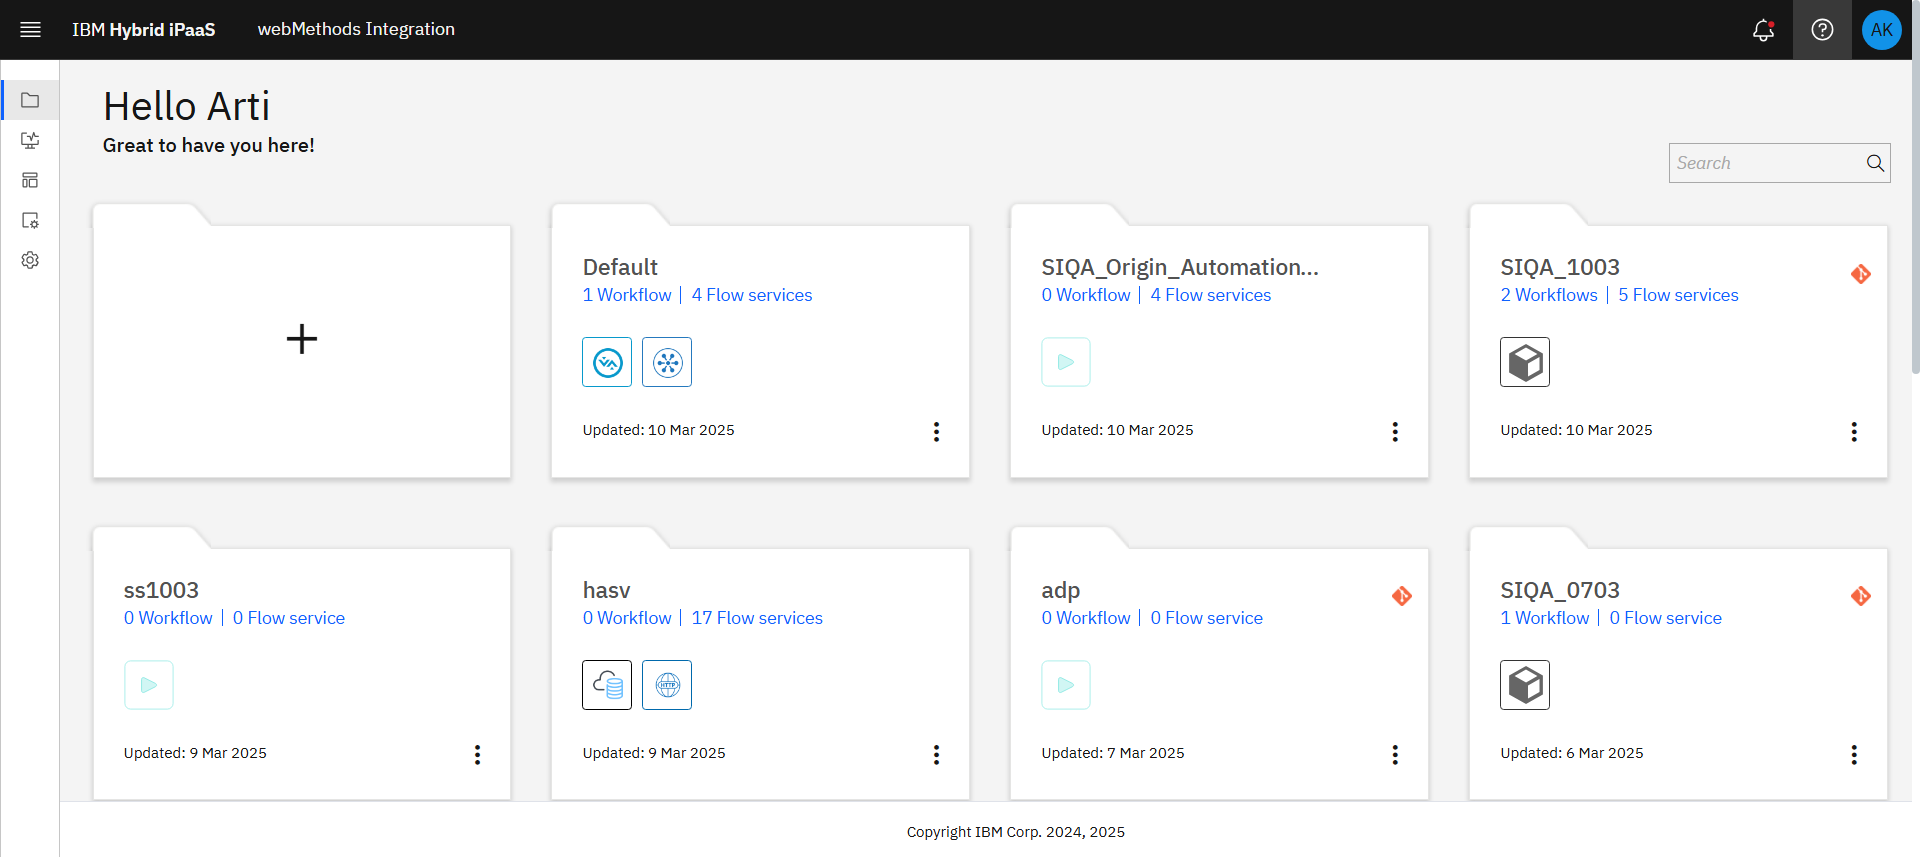 IBM Hybrid iPaaS webMethods Integration AK
Hello Arti
Great to have you here!
Search
Default
1 Workflow | 4 Flow services
Updated: 10 Mar 2025
SIQA_Origin_Automation...
0 Workflow | 4 Flow services
Updated: 10 Mar 2025
SIQA_1003
2 Workflows | 5 Flow services
Updated: 10 Mar 2025
ss1003
0 Workflow | 0 Flow service
Updated: 9 Mar 2025
hasv
0 Workflow | 17 Flow services
HTTP
Updated: 9 Mar 2025
adp
0 Workflow | 0 Flow service
Updated: 7 Mar 2025
SIQA_0703
1 Workflow | 0 Flow service
Updated: 6 Mar 2025
Copyright IBM Corp. 2024, 2025